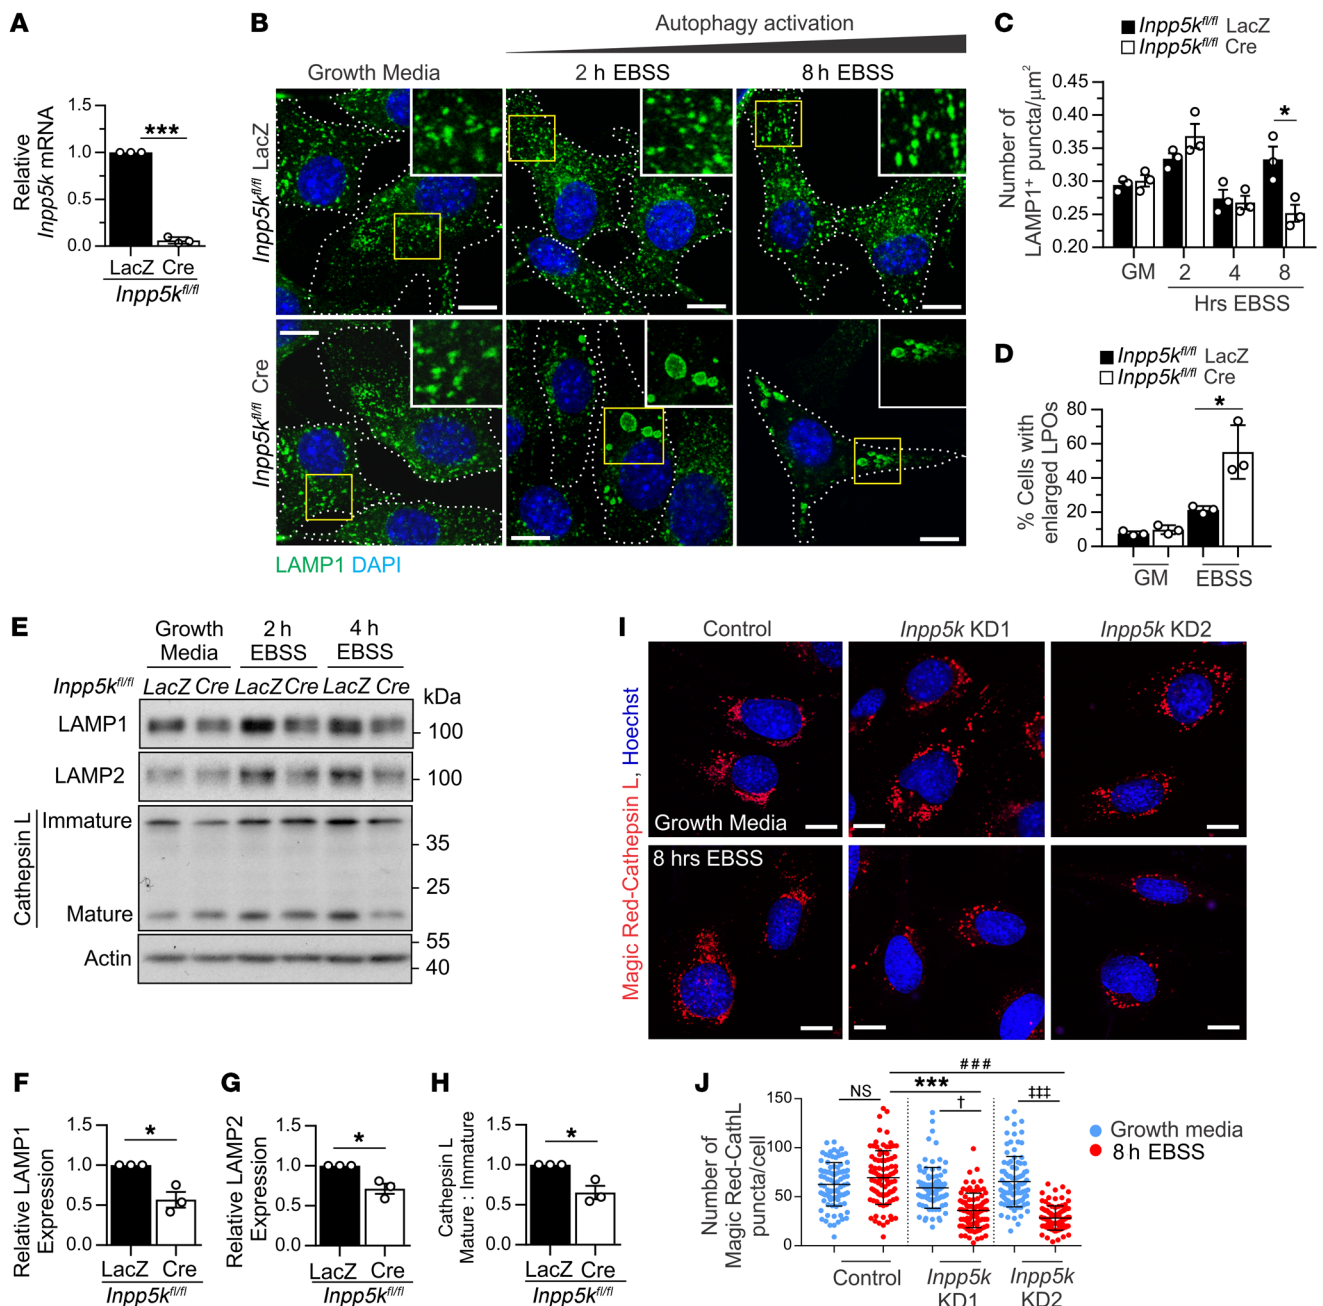 A
Relative
Inpp5k mRNA
1.5
1.0
0.5
0.0
***
LacZ Cre
Inpp5k fl/fl
B
Autophagy activation
Growth Media
2 h EBSS
8 h EBSS
Inpp5k fl/fl LacZ
Inpp5k fl/fl Cre
LAMP1 DAPI
C
Inpp5k fl/fl LacZ
Inpp5k fl/fl Cre
Number of
LAMP1+ puncta/µm2
0.45
0.40
0.35
0.30
0.25
0.20
*
GM 2 4 8
Hrs EBSS
D
Inpp5k fl/fl LacZ
Inpp5k fl/fl Cre
% Cells with
enlarged LPOs
80
60
40
20
0
*
GM EBSS
E
Growth
Media
2 h
EBSS
4 h
EBSS
Inpp5k fl/fl LacZ Cre LacZ Cre LacZ Cre
kDa
LAMP1
100
LAMP2
100
Cathepsin L
Immature
35
25
Mature
55
Actin
40
F
Relative LAMP1
Expression
1.5
1.0
0.5
0.0
*
LacZ Cre
Inpp5k fl/fl
G
Relative LAMP2
Expression
1.5
1.0
0.5
0.0
*
LacZ Cre
Inpp5k fl/fl
H
Cathepsin L
Mature : Immature
1.5
1.0
0.5
0.0
*
LacZ Cre
Inpp5k fl/fl
I
Control
Inpp5k KD1
Inpp5k KD2
Magic Red-Cathepsin L, Hoechst
Growth Media
8 hrs EBSS
J
Number of
Magic Red-CathL
puncta/cell
150
100
50
0
NS
***
###
†
‡‡‡
Growth media
8 h EBSS
Control
Inpp5k
KD1
Inpp5k
KD2